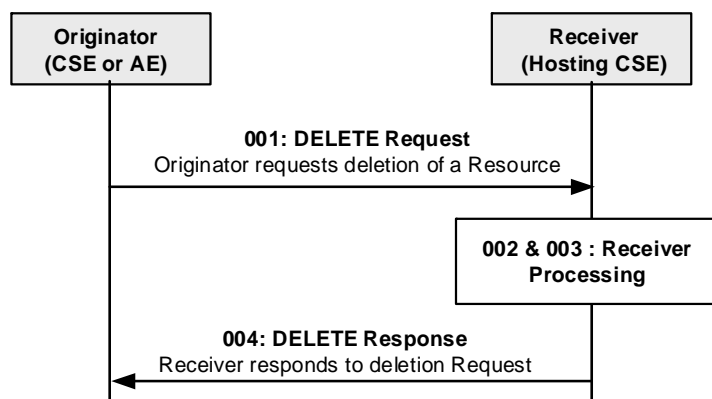 Originator
(CSE or AE)
Receiver
(Hosting CSE)
001: DELETE Request
Originator requests deletion of a Resource
002 & 003 : Receiver
Processing
004: DELETE Response
Receiver responds to deletion Request